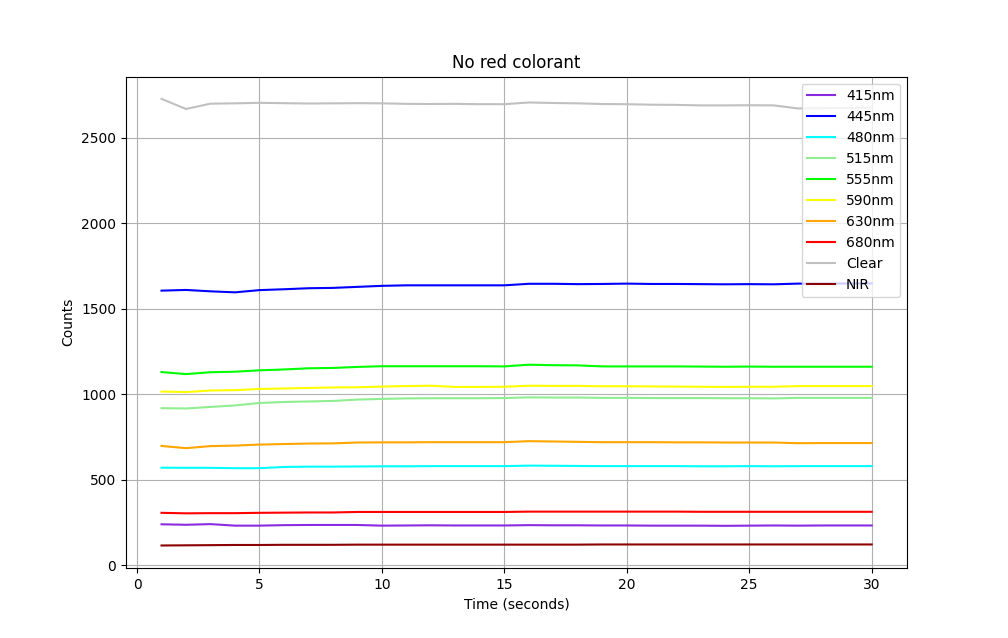 No red colorant
415nm
445nm
480nm
515nm
555nm
590nm
630nm
680nm
Clear
NIR
Counts
2500
2000
1500
1000
500
0
0 5 10 15 20 25 30
Time (seconds)